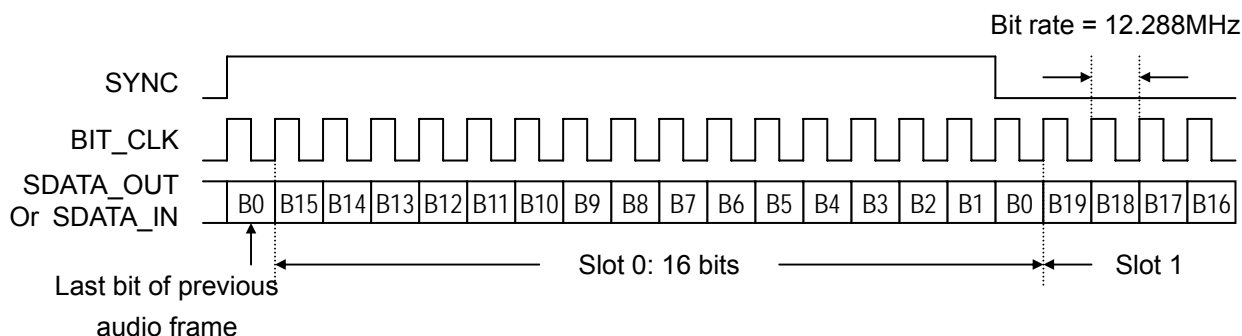 Bit rate = 12.288MHz
SYNC
BIT_CLK
SDATA_OUT
Or SDATA_IN
B0 B15 B14 B13 B12 B11 B10 B9 B8 B7 B6 B5 B4 B3 B2 B1 B0 B19 B18 B17 B16
Slot 0: 16 bits
Slot 1
Last bit of previous
audio frame